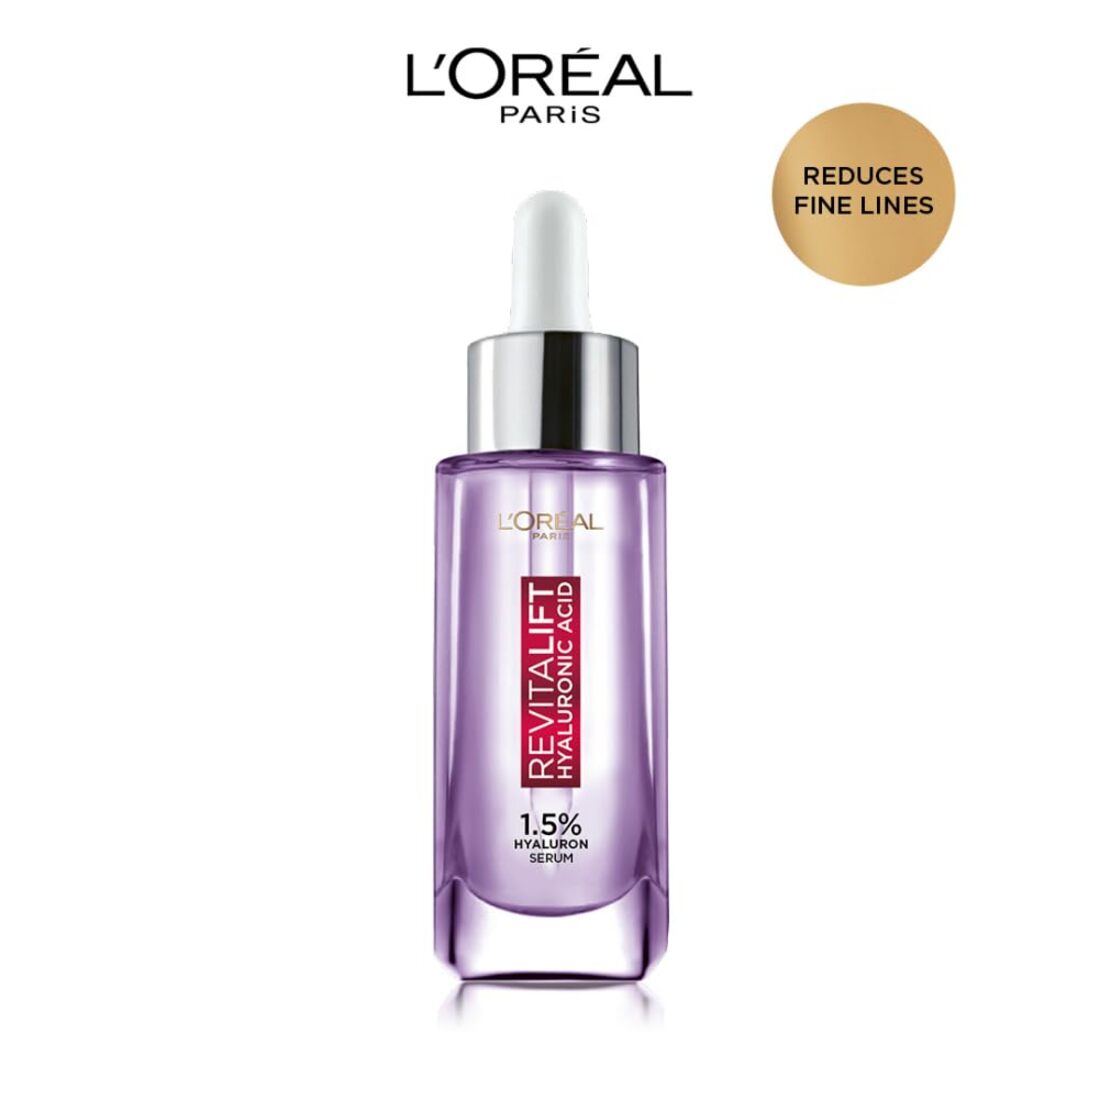 L'ORÉAL
PARiS
REDUCES
FINE LINES
L'ORÉAL
PARIS
REVITALIFT
HYALURONIC ACID
1.5%
HYALURON
SERUM